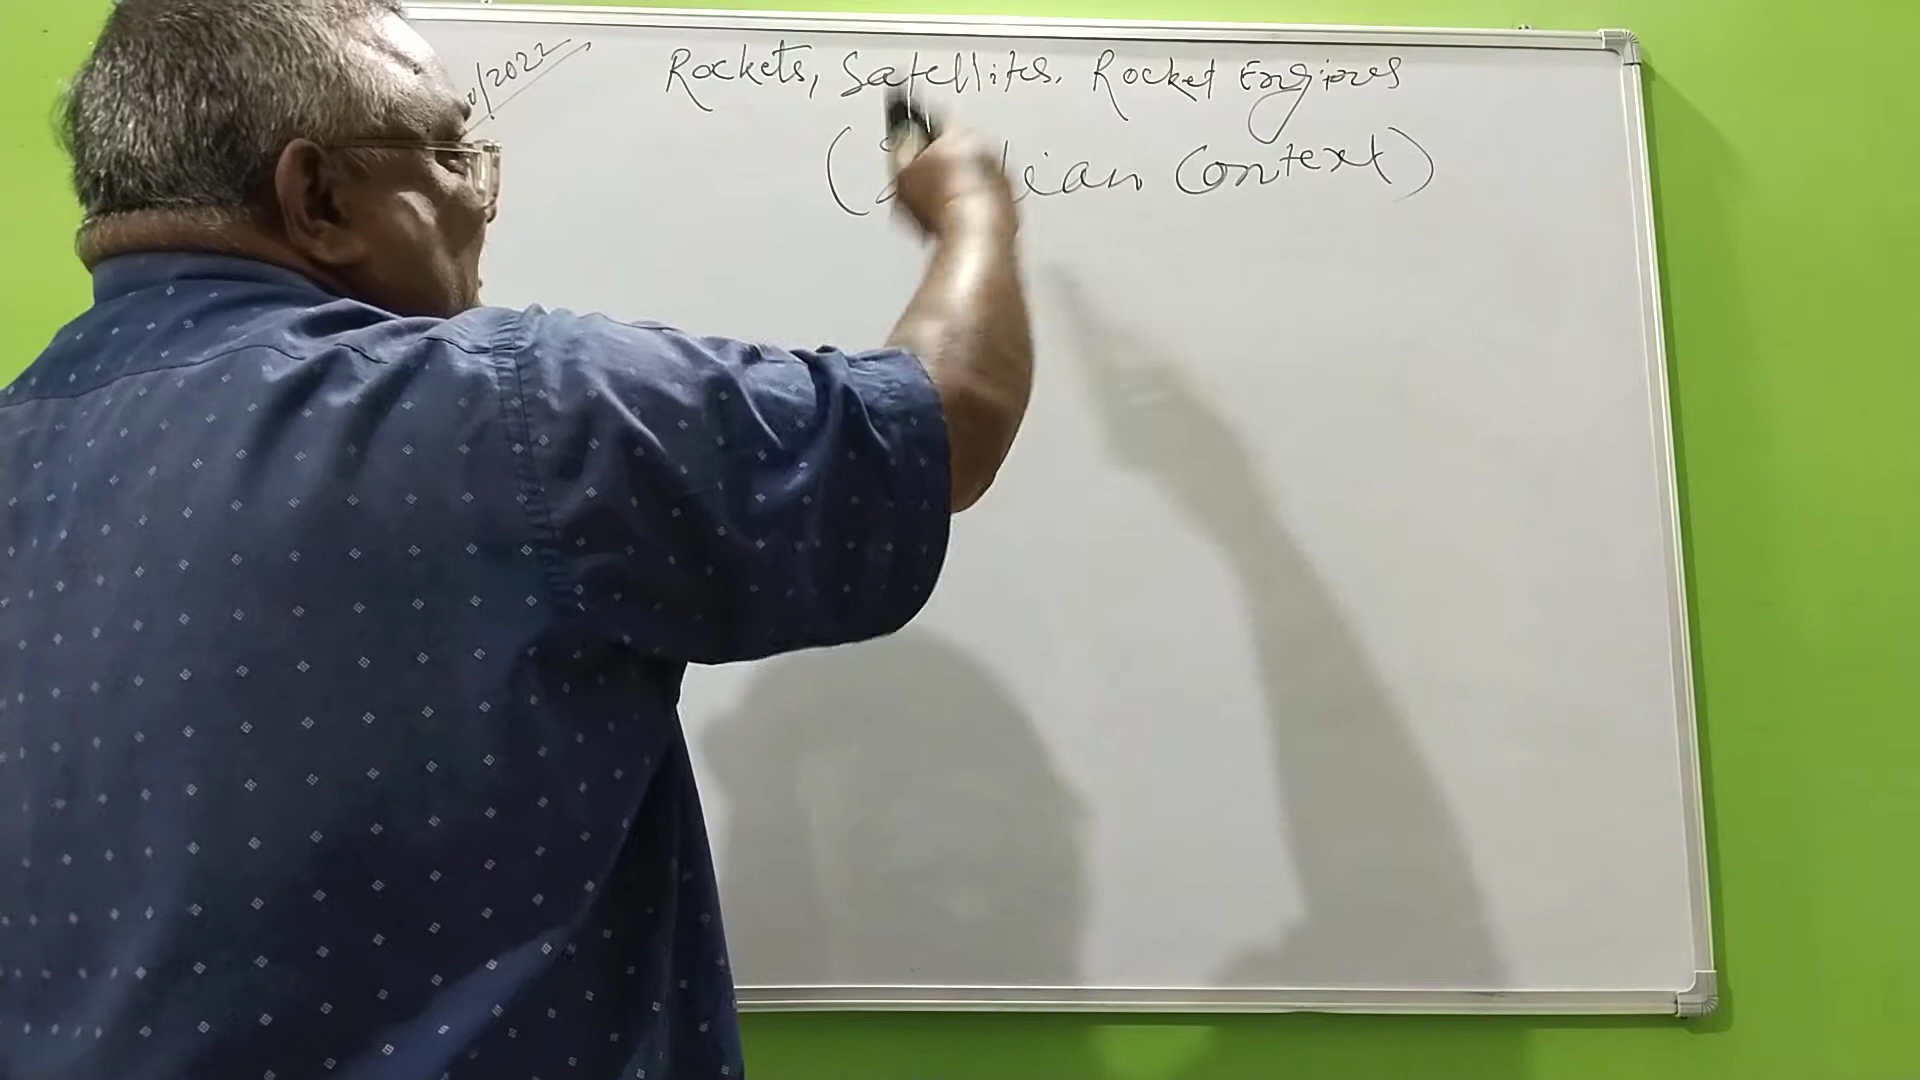 /2022
Rockets, Satellites. Rocket Engines
(Indian Context)